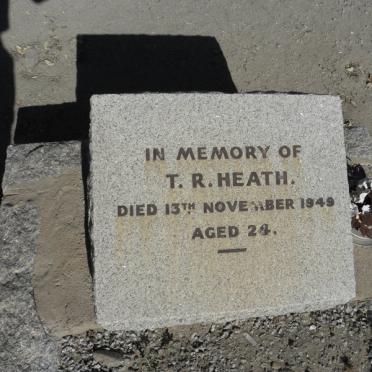 IN MEMORY OF
T. R. HEATH.
DIED 13TH NOVEMBER 1949
AGED 24.